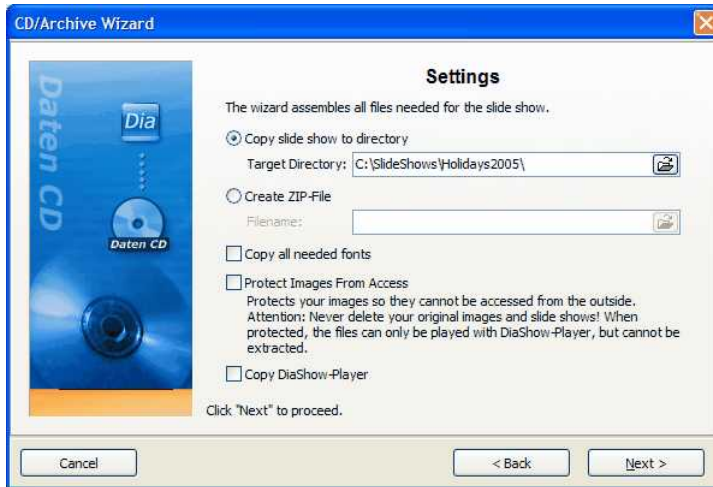 CD/Archive Wizard
Daten CD
Dia
Daten CD
Settings
The wizard assembles all files needed for the slide show.
Copy slide show to directory
Target Directory: C:\SlideShows\Holidays2005\
Create ZIP-File
Filename:
Copy all needed fonts
Protect Images From Access
Protects your images so they cannot be accessed from the outside.
Attention: Never delete your original images and slide shows! When
protected, the files can only be played with DiaShow-Player, but cannot be
extracted.
Copy DiaShow-Player
Click "Next" to proceed.
Cancel
< Back
Next >